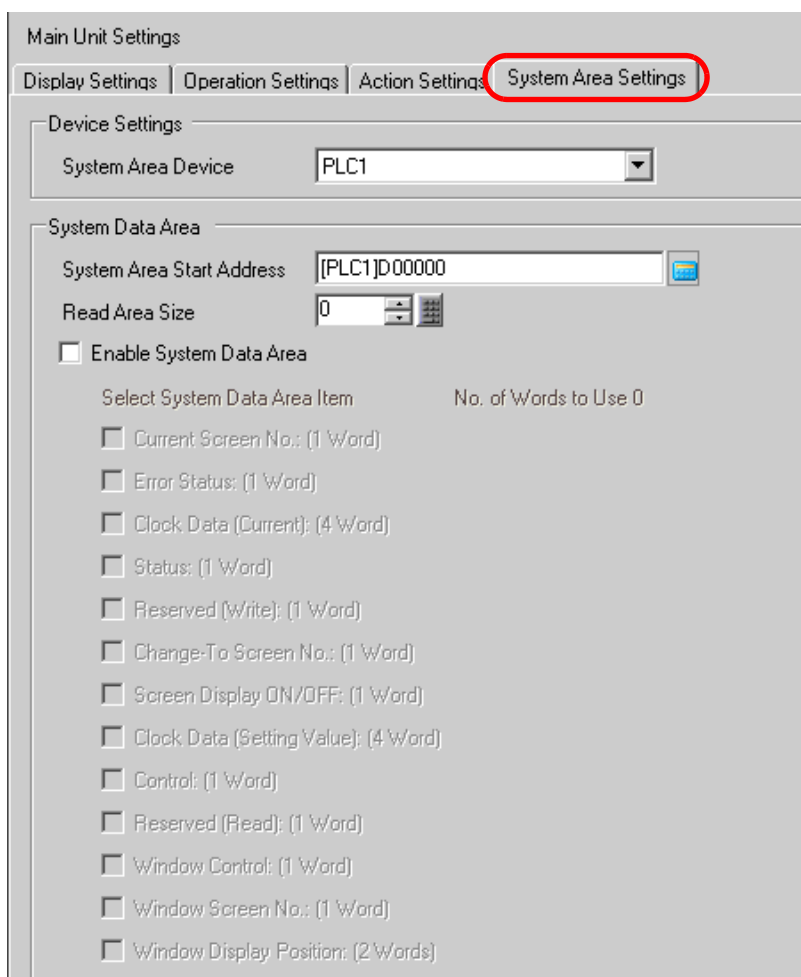 Main Unit Settings
Display Settings Operation Settings Action Settings System Area Settings
Device Settings
System Area Device PLC1
System Data Area
System Area Start Address [PLC1]D00000
Read Area Size 0
Enable System Data Area
Select System Data Area Item No. of Words to Use 0
Current Screen No.: (1 Word)
Error Status: (1 Word)
Clock Data (Current): (4 Word)
Status: (1 Word)
Reserved (Write): (1 Word)
Change-To Screen No.: (1 Word)
Screen Display ON/OFF: (1 Word)
Clock Data (Setting Value): (4 Word)
Control: (1 Word)
Reserved (Read): (1 Word)
Window Control: (1 Word)
Window Screen No.: (1 Word)
Window Display Position: (2 Words)